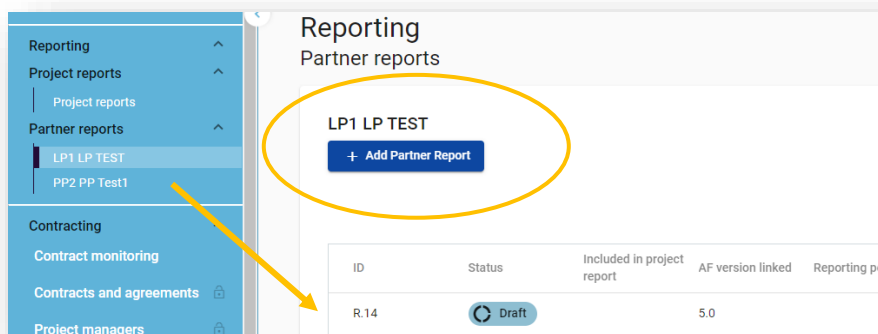 Reporting
Project reports
Project reports
Partner reports
LP1 LP TEST
PP2 PP Test1
Contracting
Contract monitoring
Contracts and agreements
Project managers
Reporting
Partner reports
LP1 LP TEST
+ Add Partner Report
ID Status Included in project report AF version linked Reporting
R.14 Draft 5.0